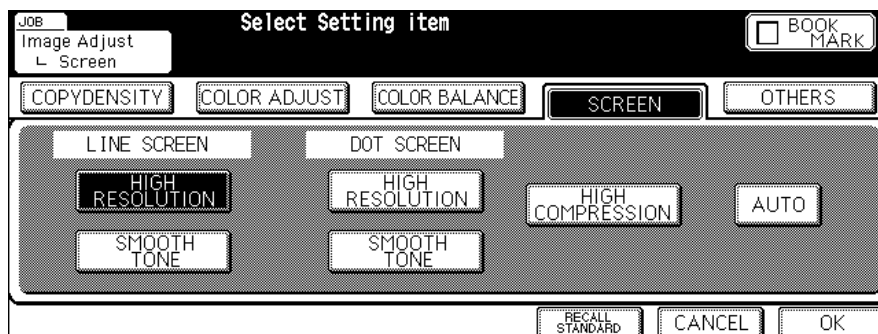 JOB
Image Adjust
Screen
Select Setting item
BOOK
MARK
COPYDENSITY
COLOR ADJUST
COLOR BALANCE
SCREEN
OTHERS
LINE SCREEN
DOT SCREEN
HIGH
RESOLUTION
HIGH
RESOLUTION
HIGH
COMPRESSION
AUTO
SMOOTH
TONE
SMOOTH
TONE
RECALL
STANDARD
CANCEL
OK